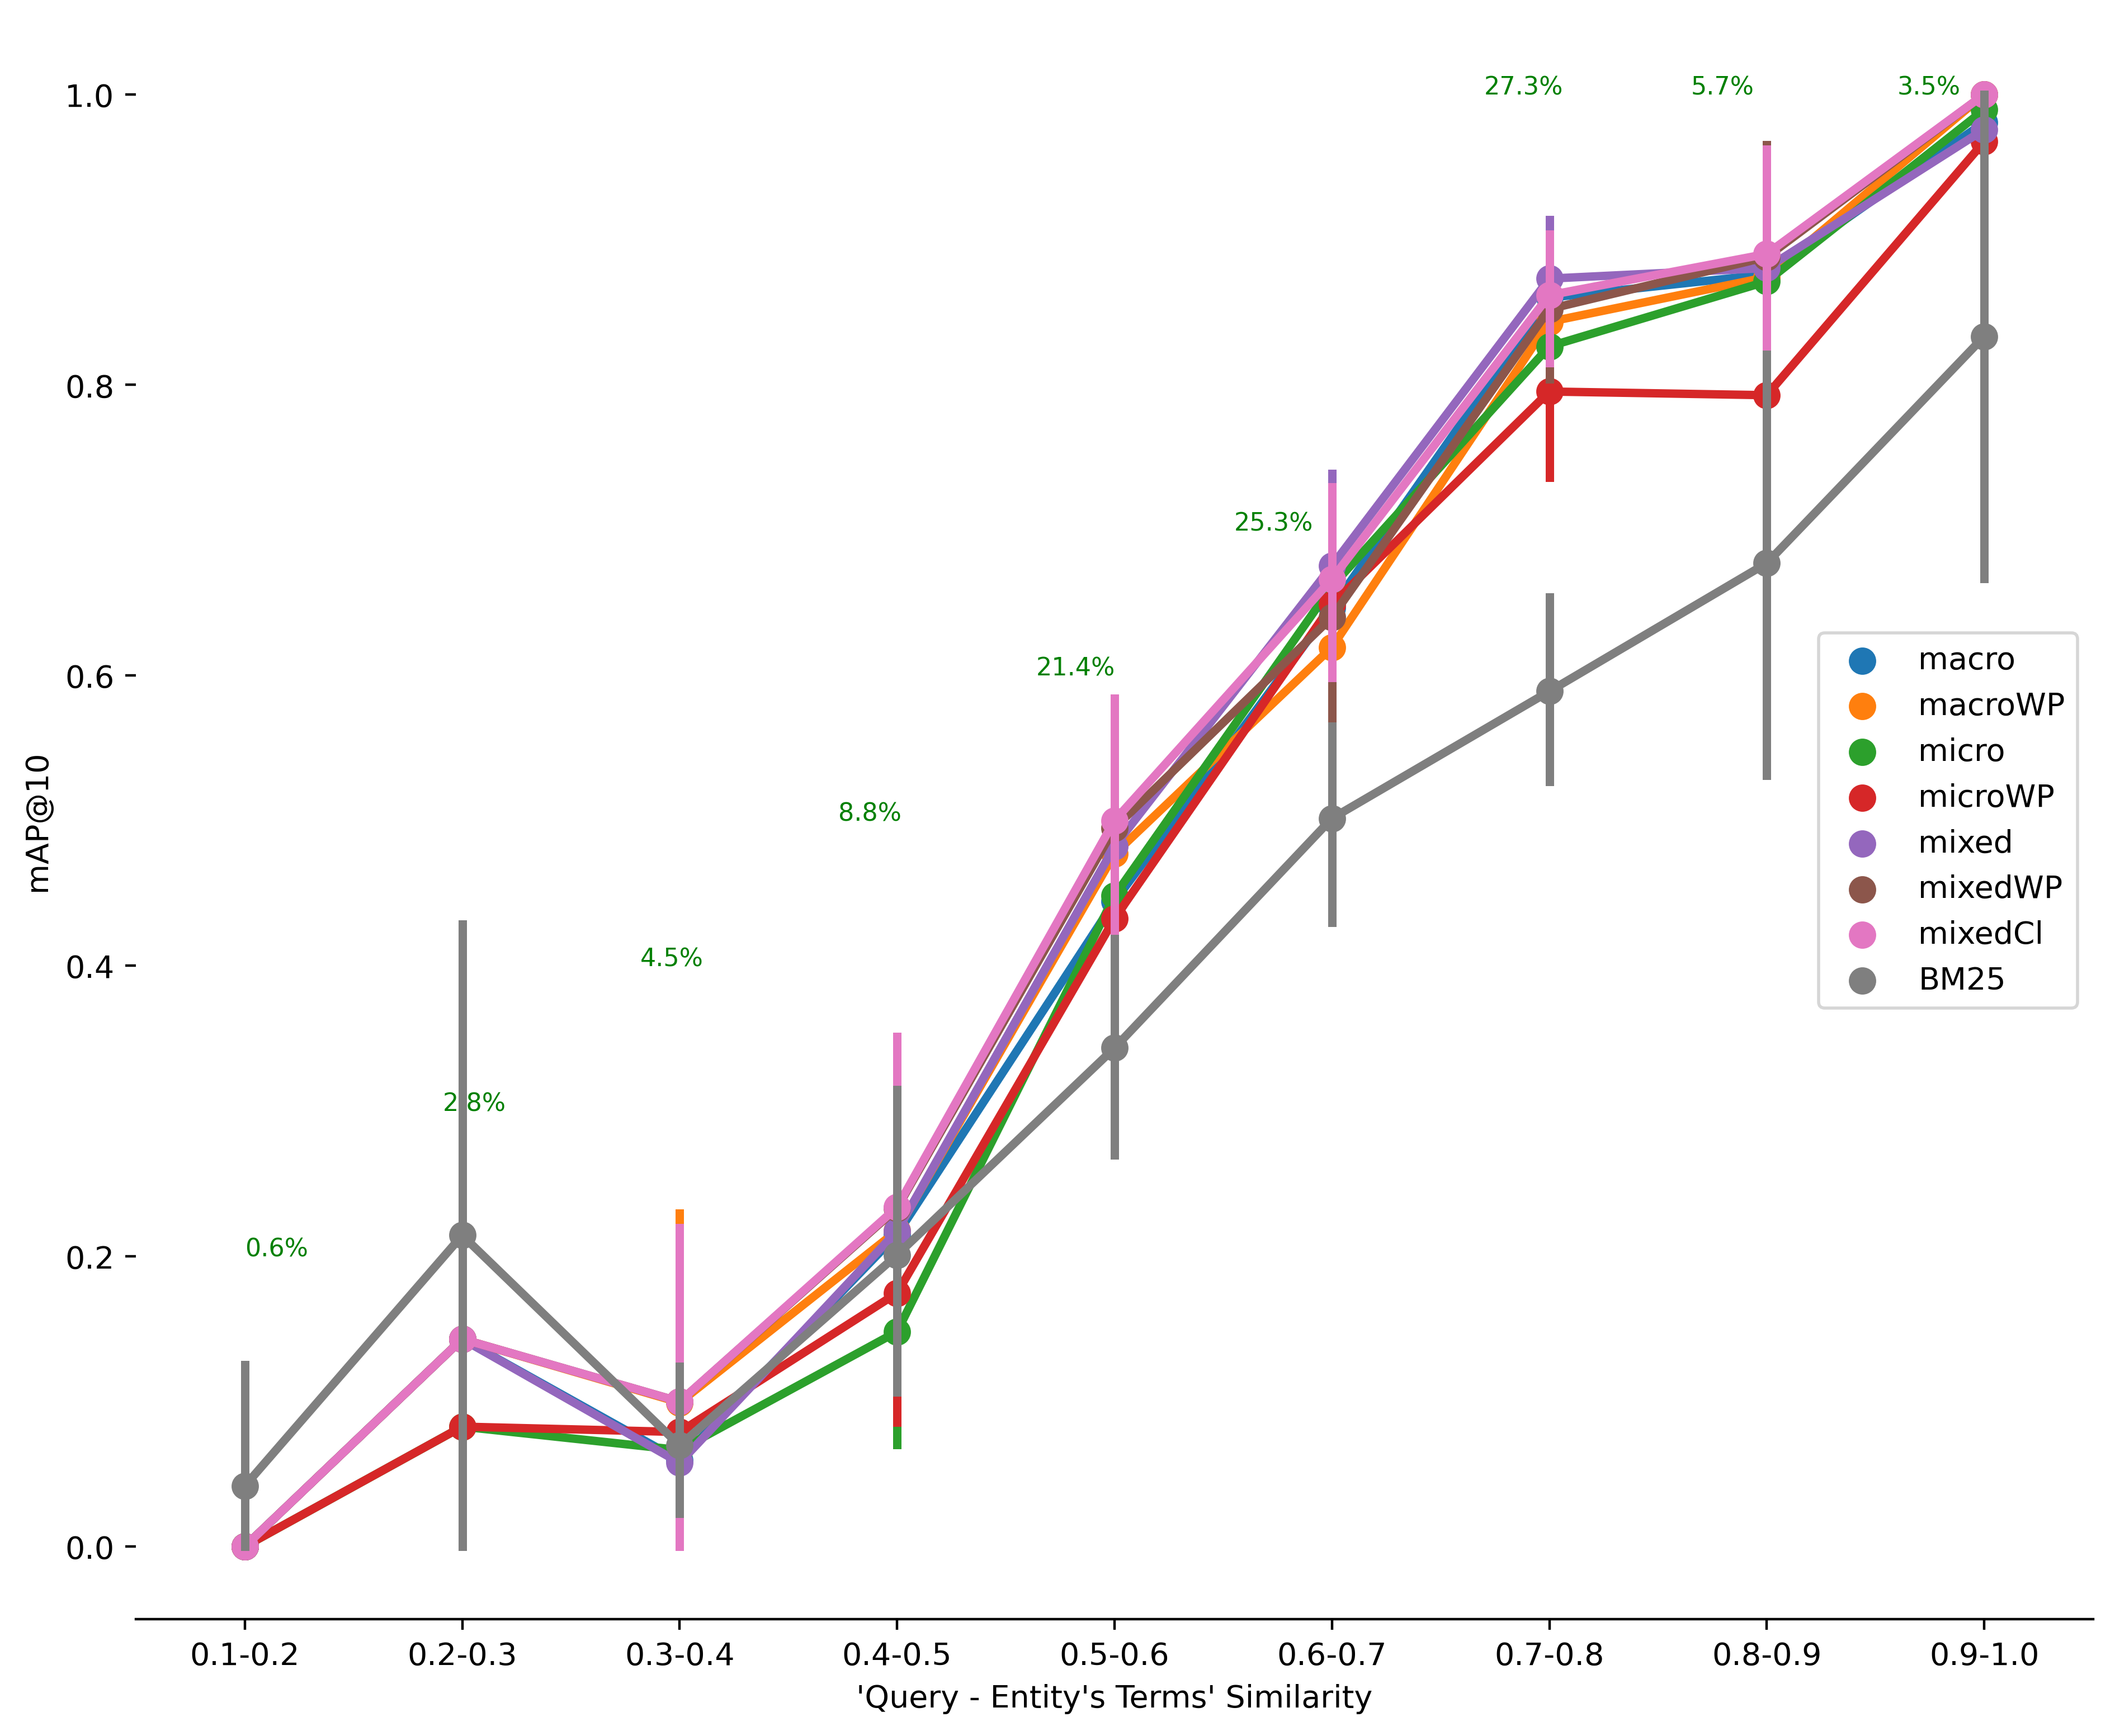 27.3%
5.7%
3.5%
1.0
0.8
25.3%
21.4%
0.6
macro
macroWP
micro
microWP
mixed
mixedWP
mixedCl
BM25
mAP@10
8.8%
4.5%
0.4
2.8%
0.6%
0.2
0.0
0.1-0.2 0.2-0.3 0.3-0.4 0.4-0.5 0.5-0.6 0.6-0.7 0.7-0.8 0.8-0.9 0.9-1.0
'Query - Entity's Terms' Similarity